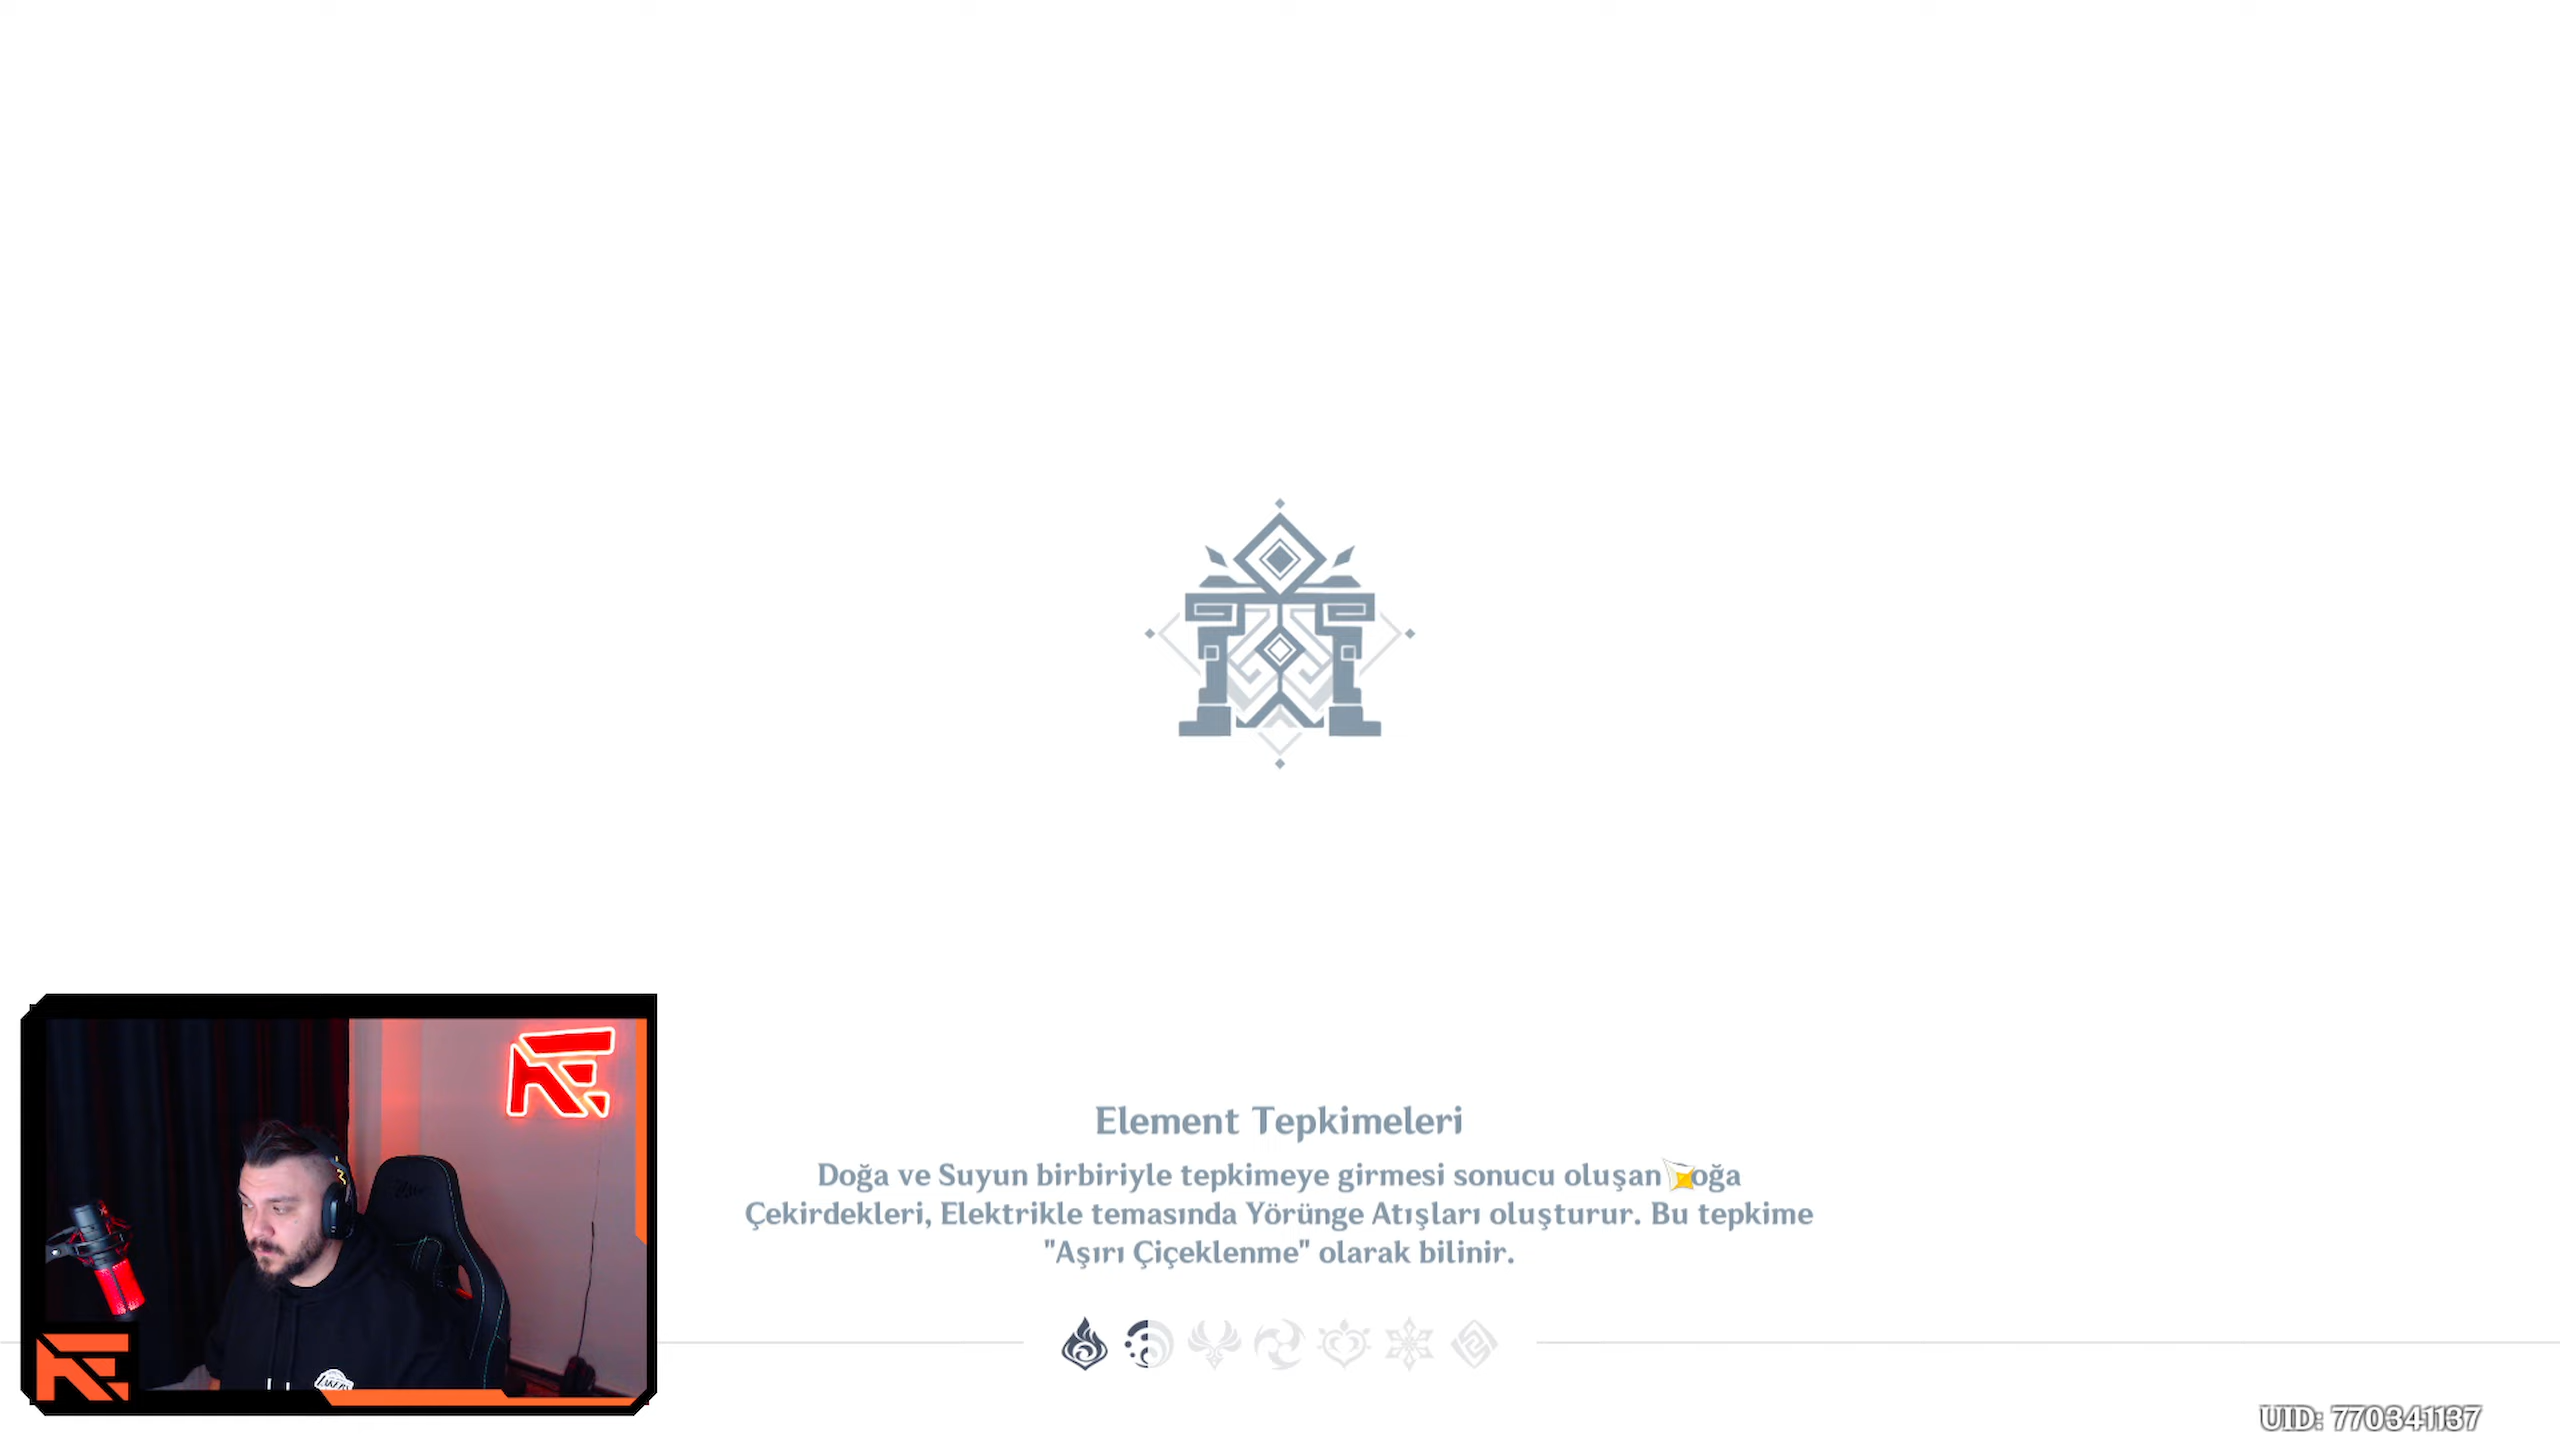 Element Tepkimeleri
Doğa ve Suyun birbiriyle tepkimeye girmesi sonucu oluşan Doğa
Çekirdekleri, Elektrikle temasında Yörünge Atışları oluşturur. Bu tepkime
"Aşırı Çiçeklenme" olarak bilinir.
UID: 770341137